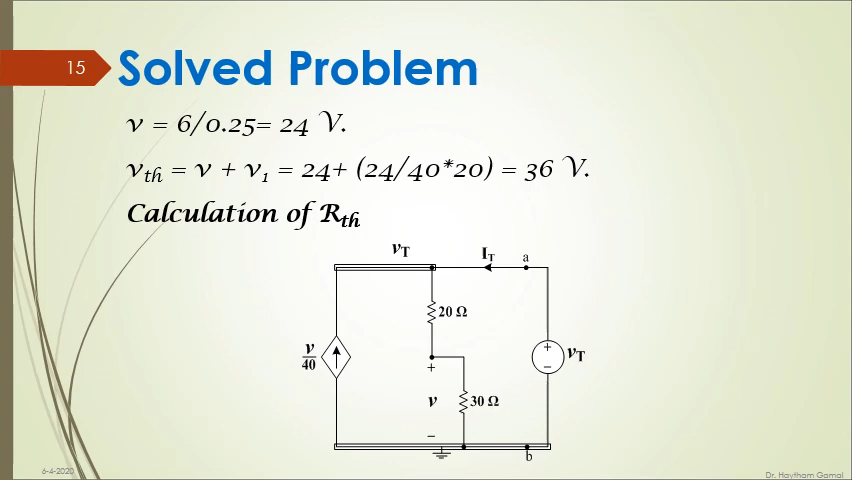 15
Solved Problem
v = 6/0.25= 24 V.
vth = v + v1 = 24+ (24/40*20) = 36 V.
Calculation of Rth
vT
IT
a
20 Ω
v
40
+
−
vT
+
v
−
30 Ω
b
6-4-2020
Dr. Haytham Gamal